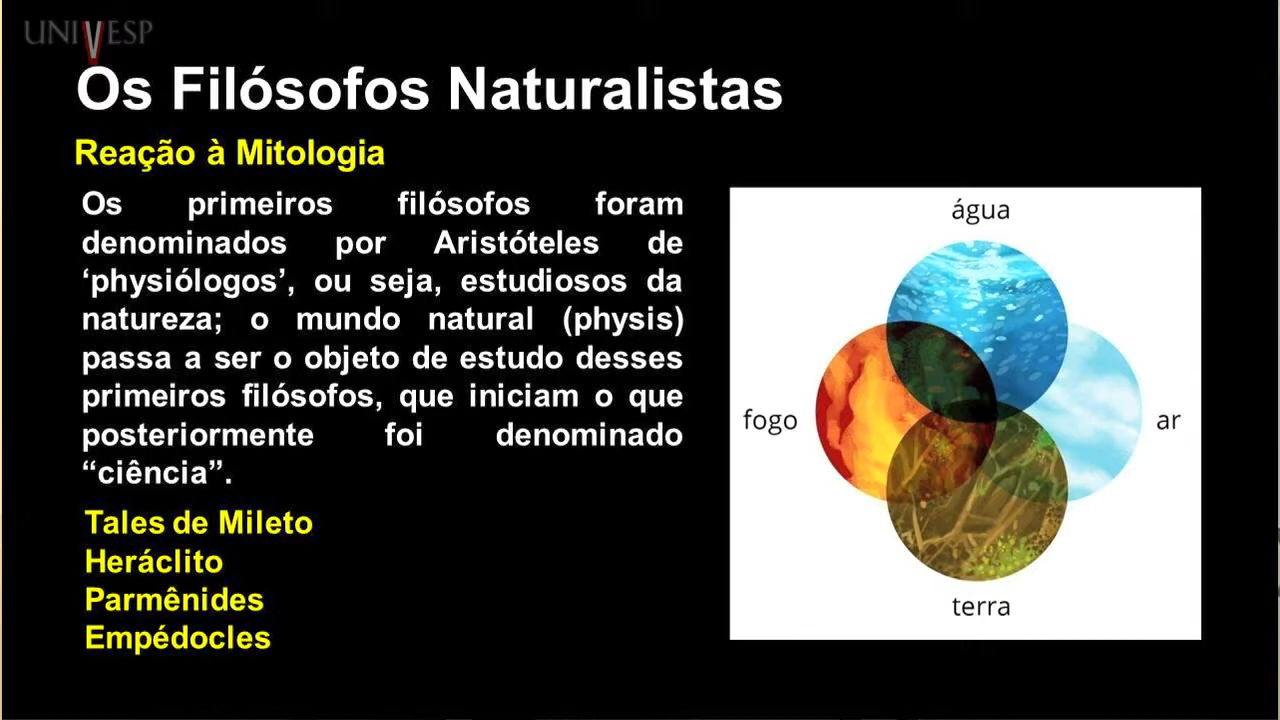 UNIVESP
Os Filósofos Naturalistas
Reação à Mitologia
Os primeiros filósofos foram
denominados por Aristóteles de
‘physiólogos’, ou seja, estudiosos da
natureza; o mundo natural (physis)
passa a ser o objeto de estudo desses
primeiros filósofos, que iniciam o que
posteriormente foi denominado
“ciência”.
Tales de Mileto
Heráclito
Parmênides
Empédocles
água
fogo
ar
terra